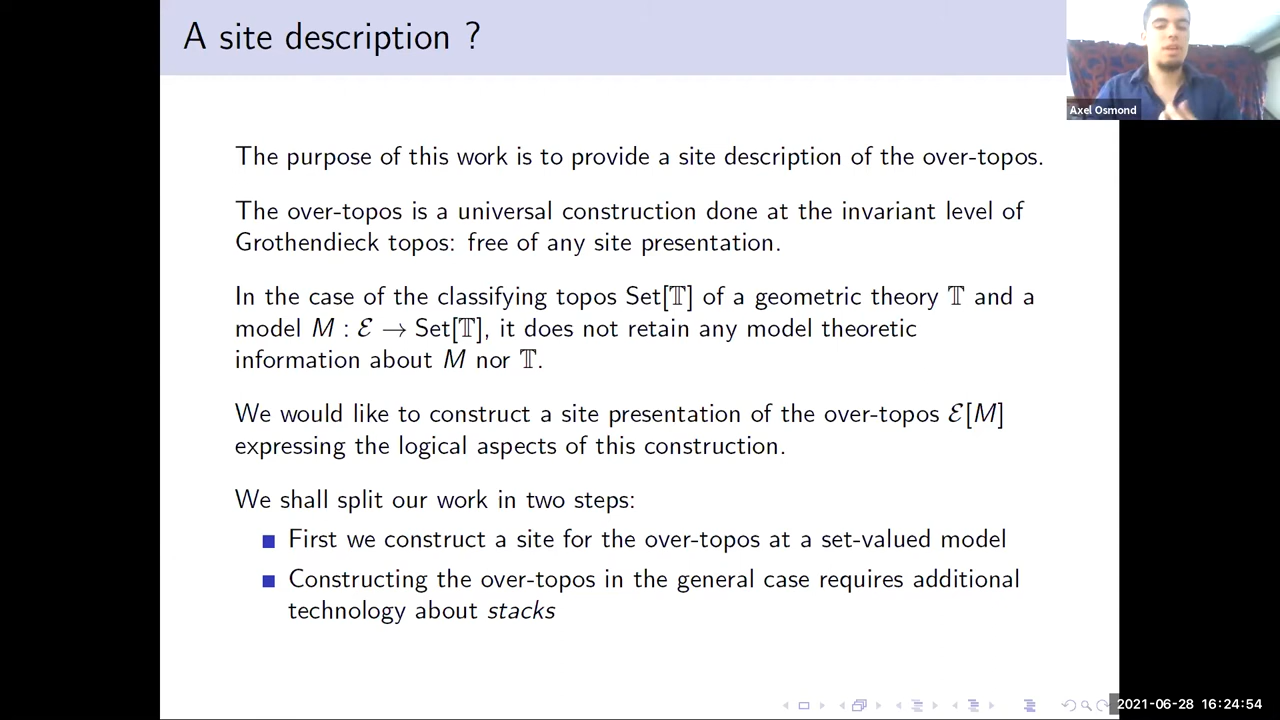 A site description ?
Axel Osmond
The purpose of this work is to provide a site description of the over-topos.
The over-topos is a universal construction done at the invariant level of
Grothendieck topos: free of any site presentation.
In the case of the classifying topos Set[𝕋] of a geometric theory 𝕋 and a
model M : ℰ → Set[𝕋], it does not retain any model theoretic
information about M nor 𝕋.
We would like to construct a site presentation of the over-topos ℰ[M]
expressing the logical aspects of this construction.
We shall split our work in two steps:
First we construct a site for the over-topos at a set-valued model
Constructing the over-topos in the general case requires additional
technology about stacks
2021-06-28 16:24:54